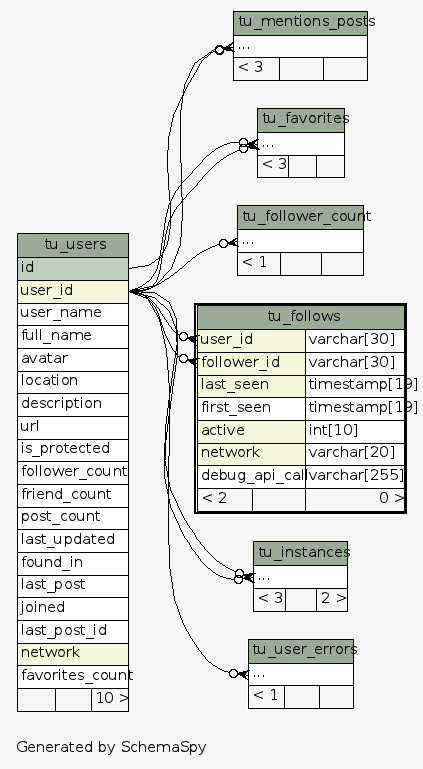 tu_mentions_posts
...
< 3
tu_favorites
...
< 3
tu_follower_count
...
< 1
tu_users
id
user_id
user_name
full_name
avatar
location
description
url
is_protected
follower_count
friend_count
post_count
last_updated
found_in
last_post
joined
last_post_id
network
favorites_count
10 >
tu_follows
user_id varchar[30]
follower_id varchar[30]
last_seen timestamp[19]
first_seen timestamp[19]
active int[10]
network varchar[20]
debug_api_call varchar[255]
< 2 0 >
tu_instances
...
< 3 2 >
tu_user_errors
...
< 1
Generated by SchemaSpy